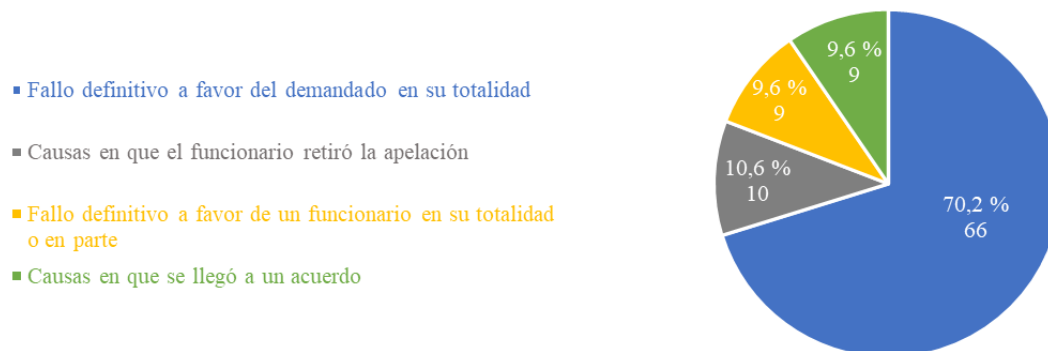 Fallo definitivo a favor del demandado en su totalidad
Causas en que el funcionario retiró la apelación
Fallo definitivo a favor de un funcionario en su totalidad
o en parte
Causas en que se llegó a un acuerdo
9,6 %
9
9,6 %
9
10,6 %
10
70,2 %
66